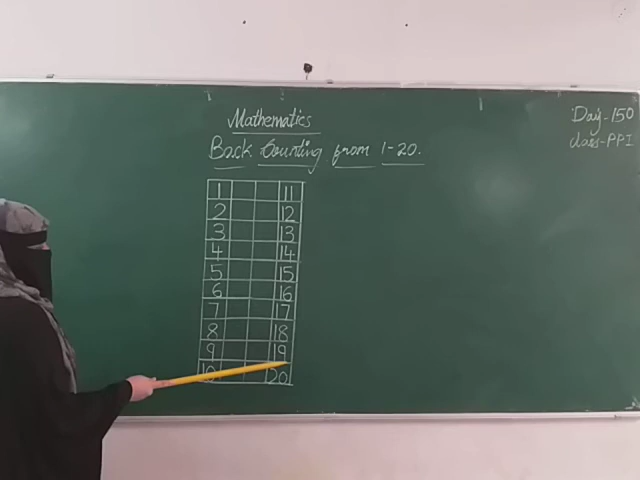 Mathematics
Day-150
class-PPI
Back Counting from 1-20.
1 11
2 12
3 13
4 14
5 15
6 16
7 17
8 18
9 19
10 20